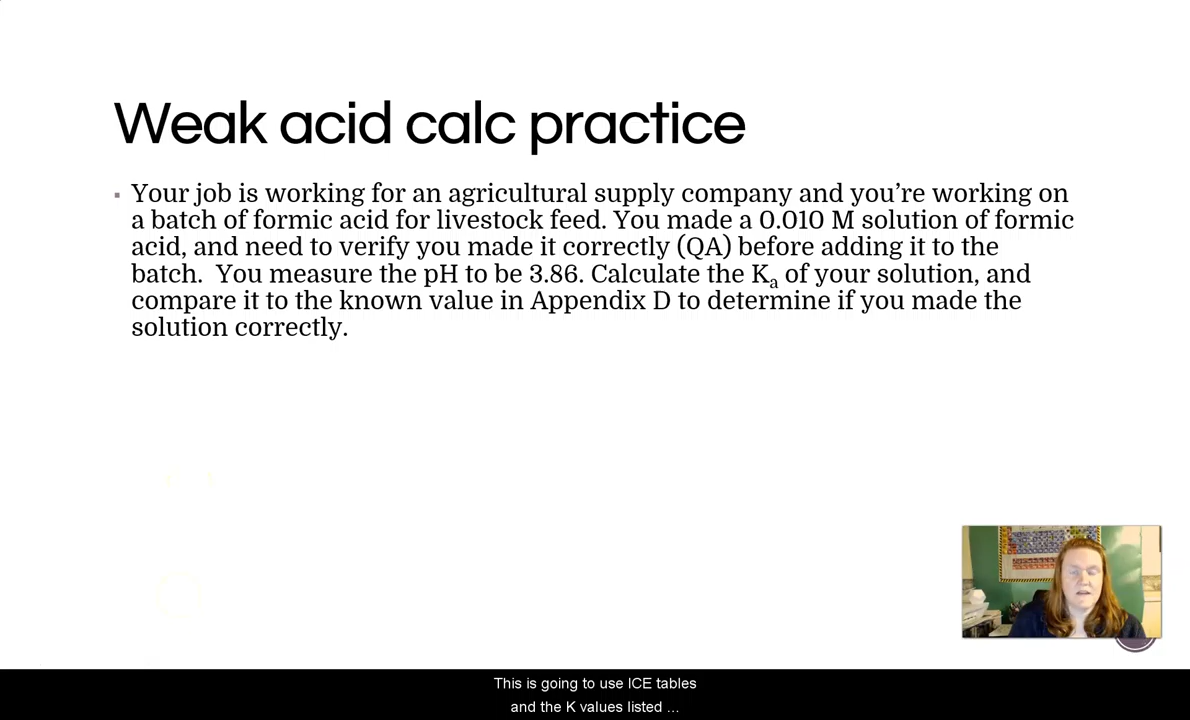 Weak acid calc practice
▪ Your job is working for an agricultural supply company and you’re working on
a batch of formic acid for livestock feed. You made a 0.010 M solution of formic
acid, and need to verify you made it correctly (QA) before adding it to the
batch.  You measure the pH to be 3.86. Calculate the Ka of your solution, and
compare it to the known value in Appendix D to determine if you made the
solution correctly.
This is going to use ICE tables
and the K values listed ...